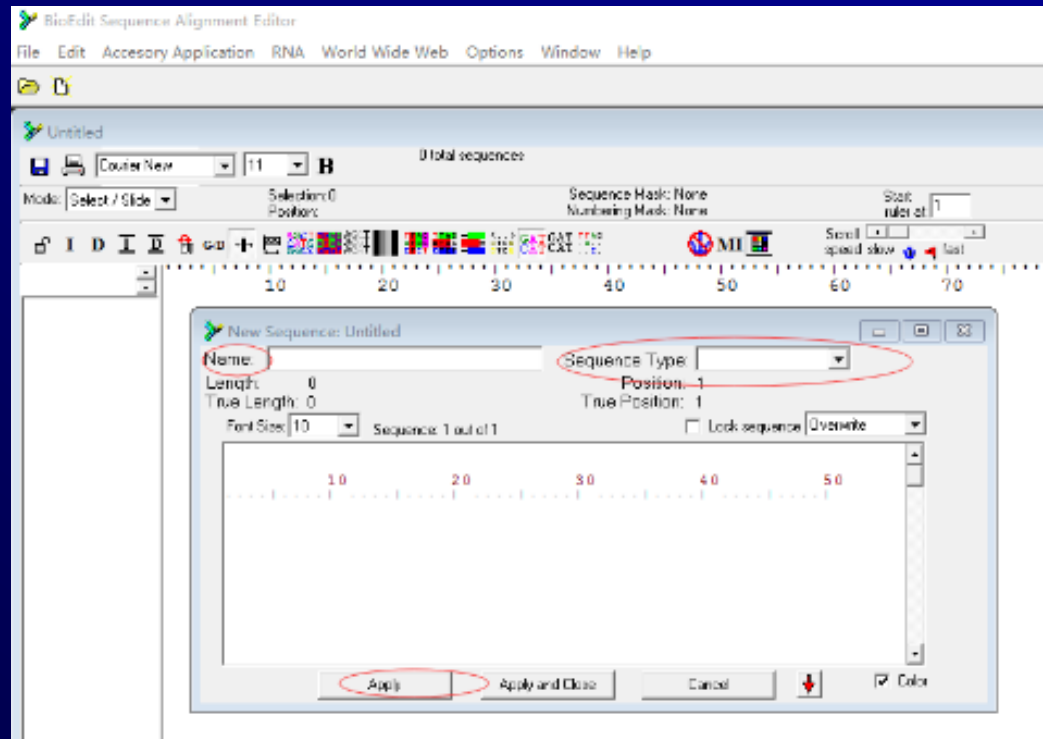 BioEdit Sequence Alignment Editor
File Edit Accesory Application RNA World Wide Web Options Window Help
Untitled
Courier New 11 B 0 total sequences
Mode: Select / Slide Selection: 0 Sequence Mask: None Start
Position: Numbering Mask: None ruler at: 1
I D I D MI Scroll
speed slow fast
10 20 30 40 50 60 70
New Sequence: Untitled
Name: Sequence Type:
Length: 0 Position: 1
True Length: 0 True Position: 1
Font Size: 10 Sequence: 1 out of 1 Lock sequence Overwrite
10 20 30 40 50
Apply Apply and Close Cancel Color